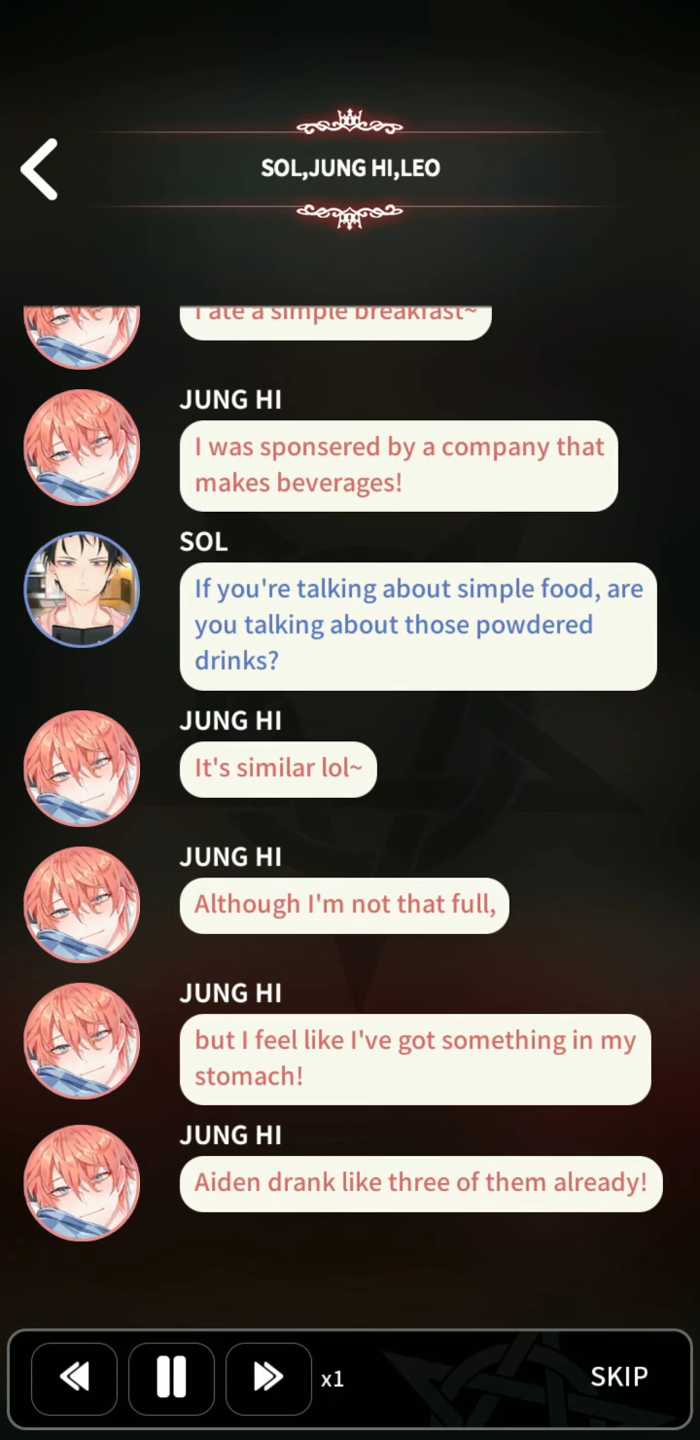 SOL,JUNG HI,LEO
I ate a simple breakfast~
JUNG HI
I was sponsered by a company that
makes beverages!
SOL
If you're talking about simple food, are
you talking about those powdered
drinks?
JUNG HI
It's similar lol~
JUNG HI
Although I'm not that full,
JUNG HI
but I feel like I've got something in my
stomach!
JUNG HI
Aiden drank like three of them already!
x1
SKIP